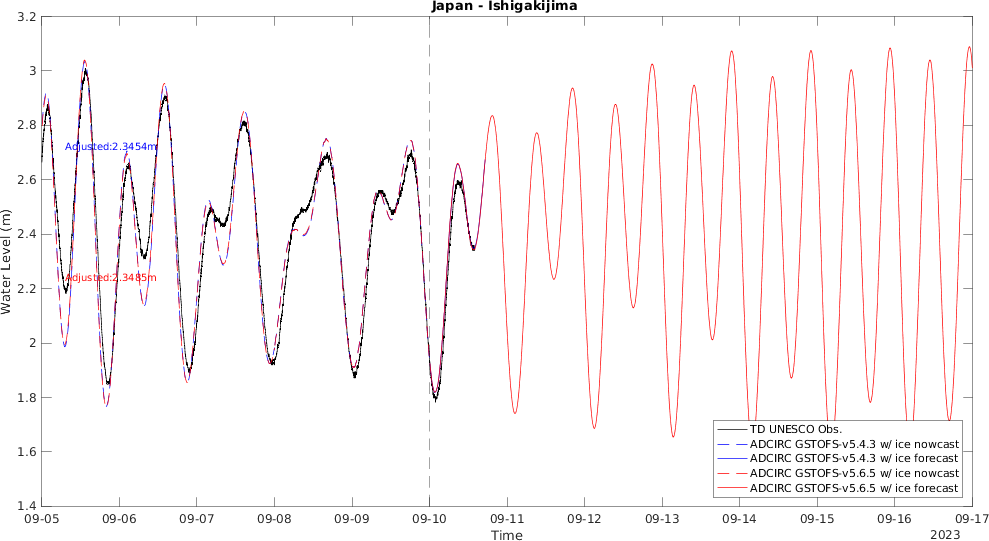 Japan - Ishigakijima
Water Level (m)
3.2
3
2.8
2.6
2.4
2.2
2
1.8
1.6
1.4
Adjusted:2.3454m
Adjusted:2.3485m
TD UNESCO Obs.
ADCIRC GSTOFS-v5.4.3 w/ ice nowcast
ADCIRC GSTOFS-v5.4.3 w/ ice forecast
ADCIRC GSTOFS-v5.6.5 w/ ice nowcast
ADCIRC GSTOFS-v5.6.5 w/ ice forecast
09-05 09-06 09-07 09-08 09-09 09-10 09-11 09-12 09-13 09-14 09-15 09-16 09-17
Time
2023